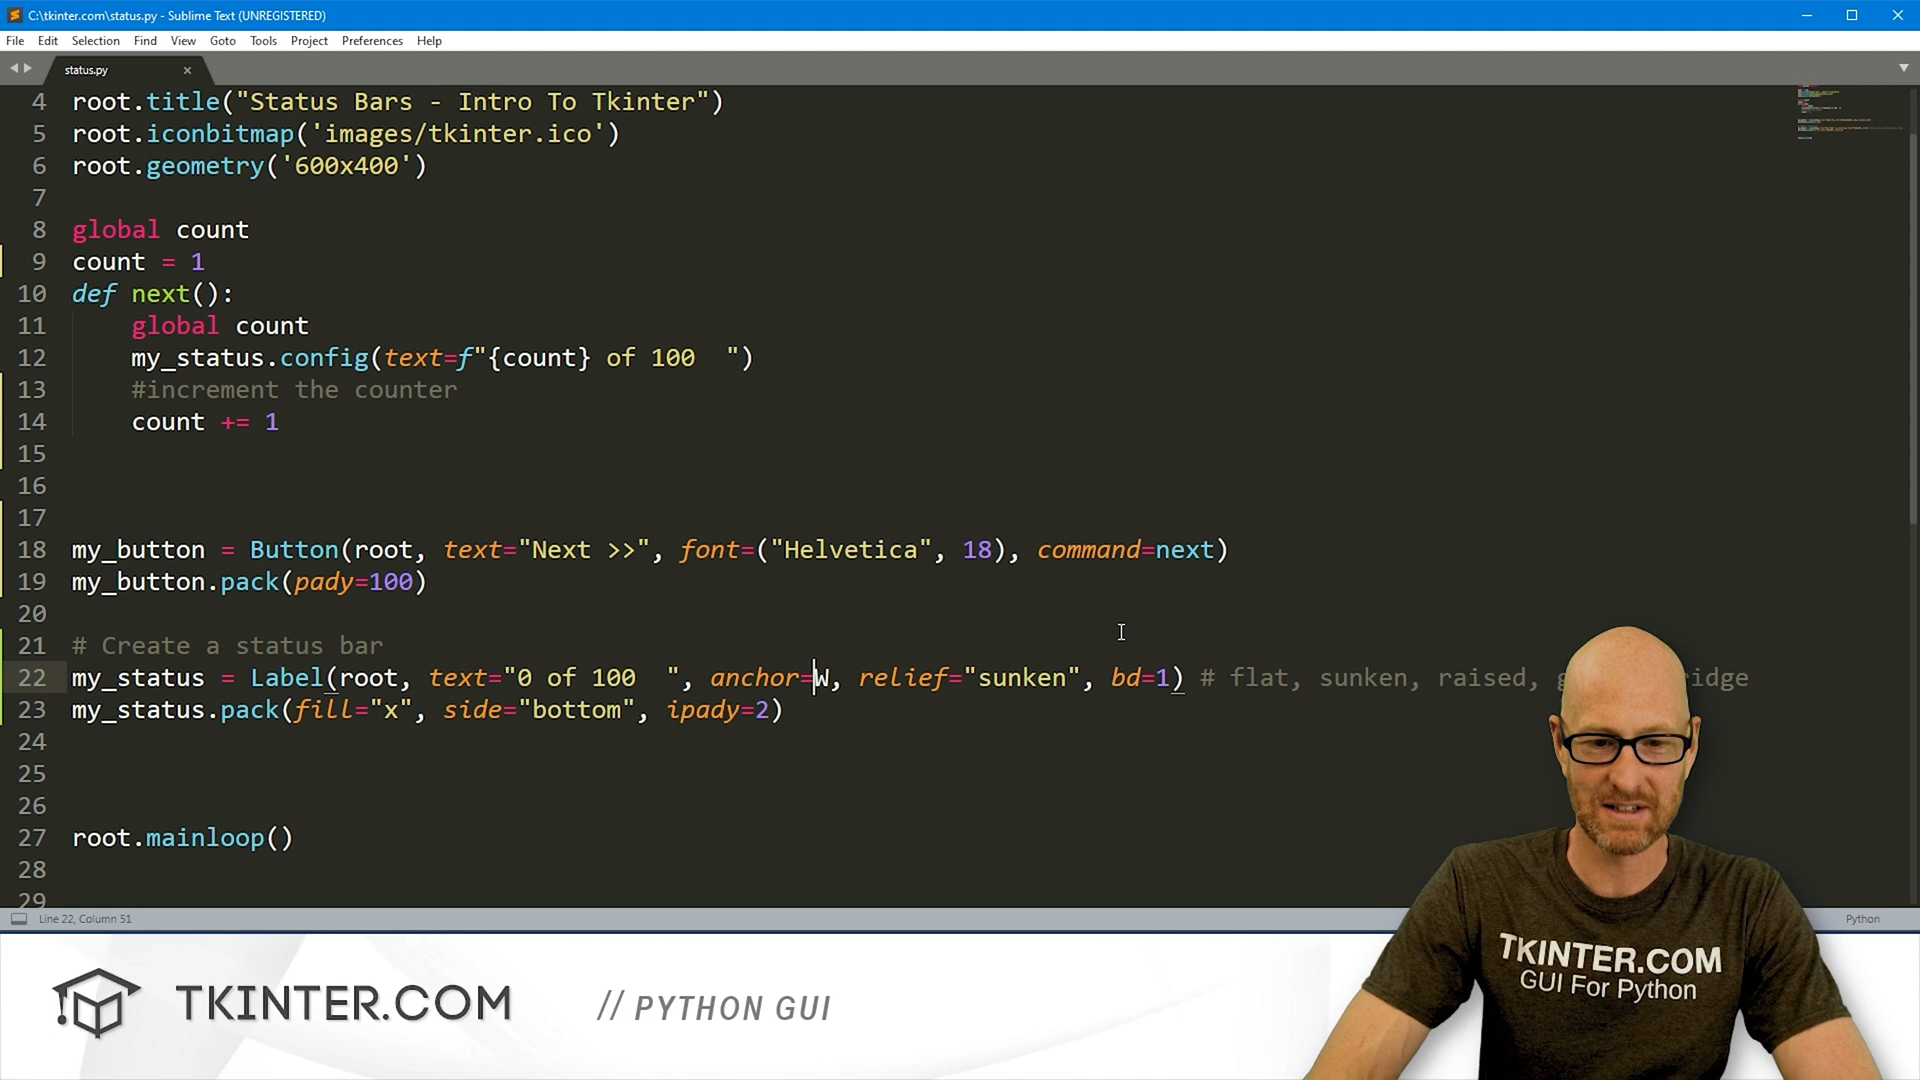 C:\tkinter.com\status.py - Sublime Text (UNREGISTERED)
File Edit Selection Find View Goto Tools Project Preferences Help
status.py
4 root.title("Status Bars - Intro To Tkinter")
5 root.iconbitmap('images/tkinter.ico')
6 root.geometry('600x400')
7
8 global count
9 count = 1
10 def next():
11 global count
12 my_status.config(text=f"{count} of 100  ")
13 #increment the counter
14 count += 1
15
16
17
18 my_button = Button(root, text="Next >>", font=("Helvetica", 18), command=next)
19 my_button.pack(pady=100)
20
21 # Create a status bar
22 my_status = Label(root, text="0 of 100  ", anchor=W, relief="sunken", bd=1) # flat, sunken, raised, ridge
23 my_status.pack(fill="x", side="bottom", ipady=2)
24
25
26
27 root.mainloop()
28
29
Line 22, Column 51
Python
TKINTER.COM // PYTHON GUI
TKINTER.COM
GUI For Python